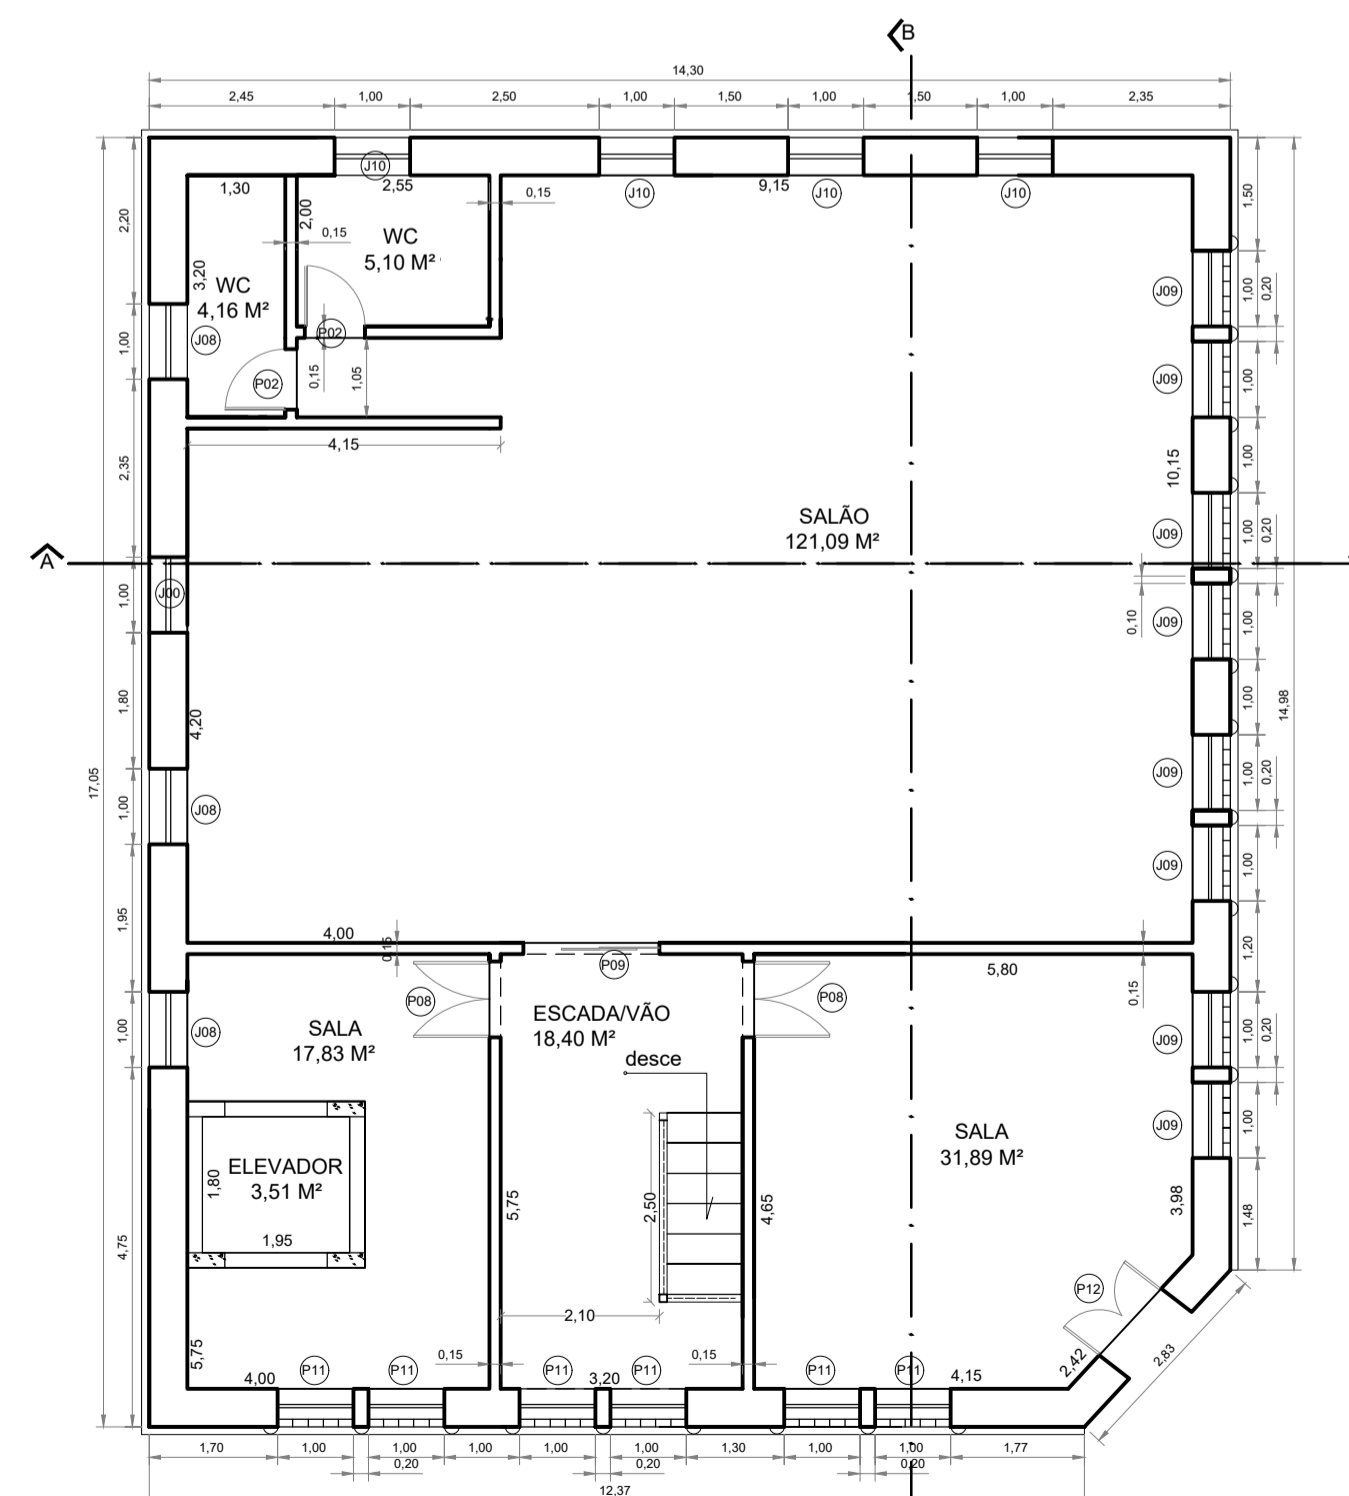 B
14,30
2,45
1,00
2,50
1,00
1,50
1,00
1,50
1,00
2,35
J10
J10
J10
J10
1,30
2,55
9,15
0,15
2,20
2,00
0,15
WC
5,10 M²
3,20
WC
4,16 M²
1,50
J09
1,00
0,20
J08
1,00
P02
P02
0,15
1,05
J09
1,00
4,15
2,35
10,15
1,00
SALÃO
121,09 M²
J09
1,00
0,20
A
J00
1,00
0,10
J09
1,00
1,80
4,20
1,00
14,98
17,05
J09
1,00
0,20
J08
1,00
J09
1,00
1,95
4,00
0,15
P09
5,80
0,15
1,20
P08
P08
J08
1,00
SALA
17,83 M²
ESCADA/VÃO
18,40 M²
desce
J09
1,00
0,20
SALA
31,89 M²
J09
1,00
ELEVADOR
3,51 M²
1,80
1,95
5,75
2,50
4,65
3,98
1,48
4,75
P12
2,10
5,75
0,15
0,15
2,42
2,83
4,00
P11
P11
P11
P11
3,20
P11
P11
4,15
1,70
1,00
1,00
1,00
1,00
1,00
1,30
1,00
1,00
1,77
0,20
0,20
0,20
12,37